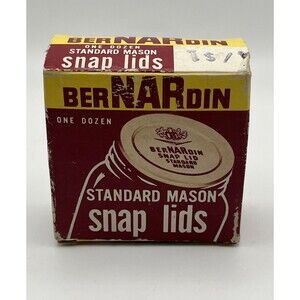 BERNARDIN
ONE DOZEN
STANDARD MASON
snap lids
BERNARDIN
ONE DOZEN
BERNARDIN
SNAP LID
STANDARD
MASON
STANDARD MASON
snap lids